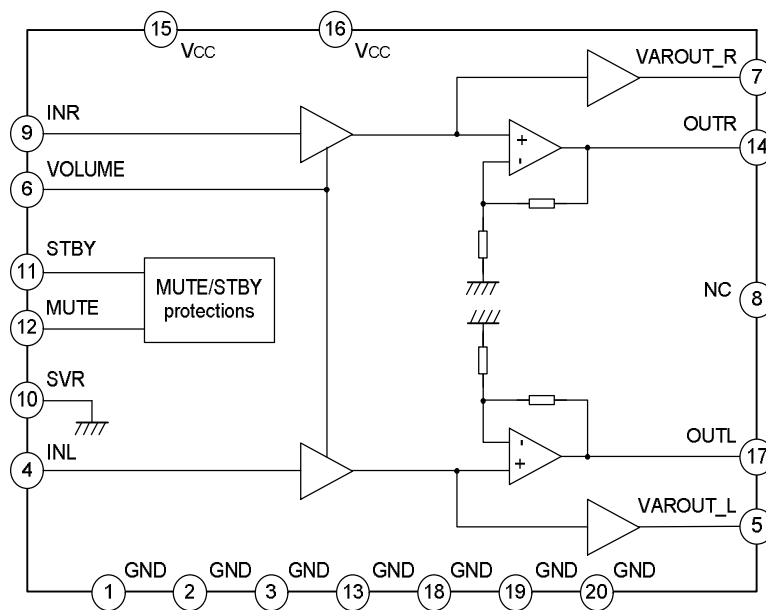 15
VCC
16
VCC
VAROUT_R
7
INR
9
OUTR
14
+
-
VOLUME
6
STBY
11
MUTE/STBY
protections
NC
8
MUTE
12
SVR
10
INL
4
-
+
OUTL
17
VAROUT_L
5
1
GND
2
GND
3
GND
13
GND
18
GND
19
GND
20
GND